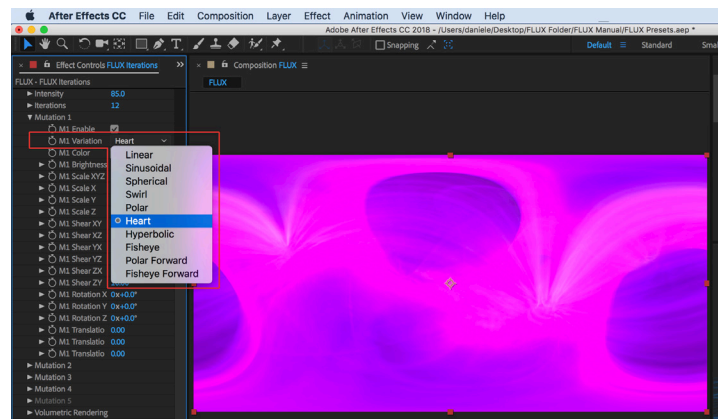 After Effects CC File Edit Composition Layer Effect Animation View Window Help
Adobe After Effects CC 2018 - /Users/daniele/Desktop/FLUX Folder/FLUX Manual/FLUX Presets.aep *
Snapping Default Standard Smal
Effect Controls FLUX Iterations Composition FLUX
FLUX - FLUX Iterations FLUX
Intensity 85.0
Iterations 12
Mutation 1
M1 Enable
M1 Variation Heart
M1 Color
Linear
M1 Brightness
Sinusoidal
M1 Scale XYZ
Spherical
M1 Scale X
Swirl
M1 Scale Y
Polar
M1 Scale Z
Heart
M1 Shear XY
Hyperbolic
M1 Shear XZ
Fisheye
M1 Shear YX
Polar Forward
M1 Shear YZ
Fisheye Forward
M1 Shear ZX
M1 Shear ZY
M1 Rotation X 0x+0.0°
M1 Rotation Y 0x+0.0°
M1 Rotation Z 0x+0.0°
M1 Translatio 0.00
M1 Translatio 0.00
M1 Translatio 0.00
Mutation 2
Mutation 3
Mutation 4
Mutation 5
Volumetric Rendering